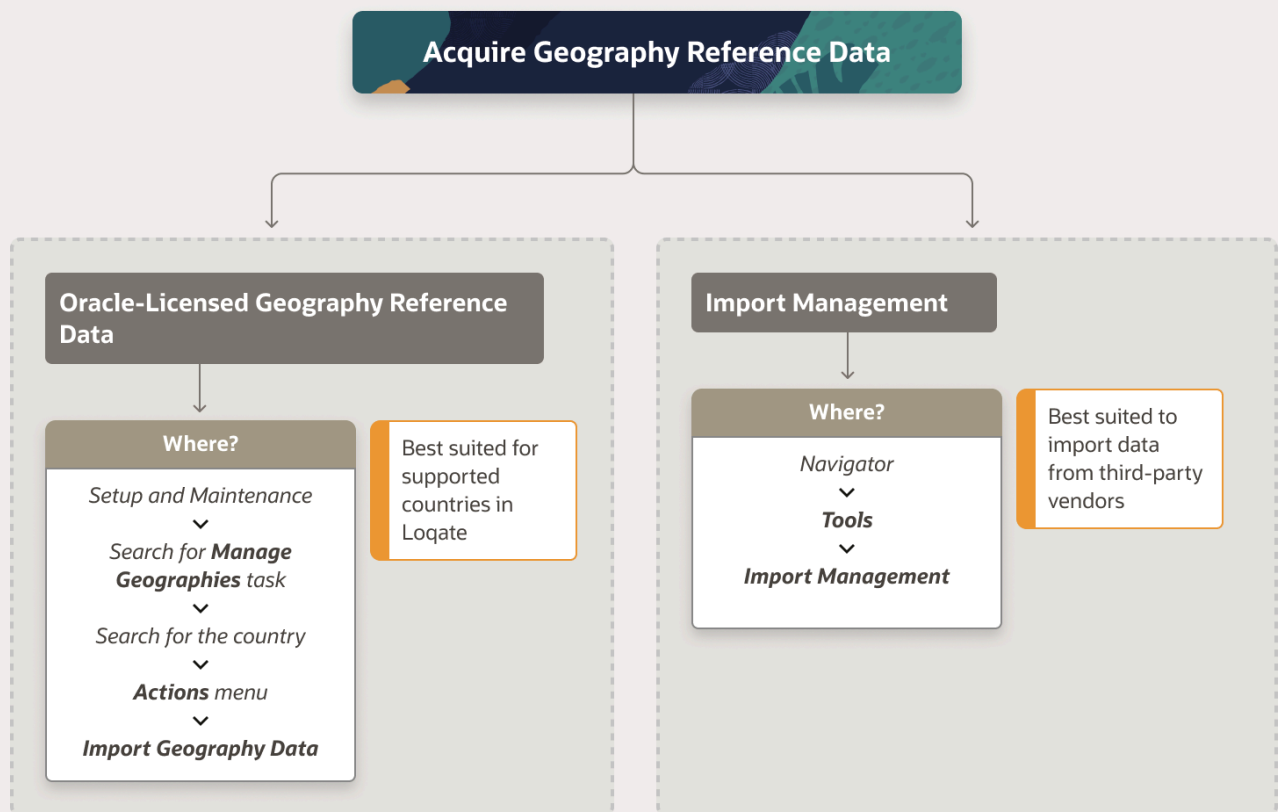 Acquire Geography Reference Data
Oracle-Licensed Geography Reference
Data
Where?
Setup and Maintenance
Search for Manage
Geographies task
Search for the country
Actions menu
Import Geography Data
Best suited for
supported
countries in
Loqate
Import Management
Where?
Navigator
Tools
Import Management
Best suited to
import data
from third-party
vendors